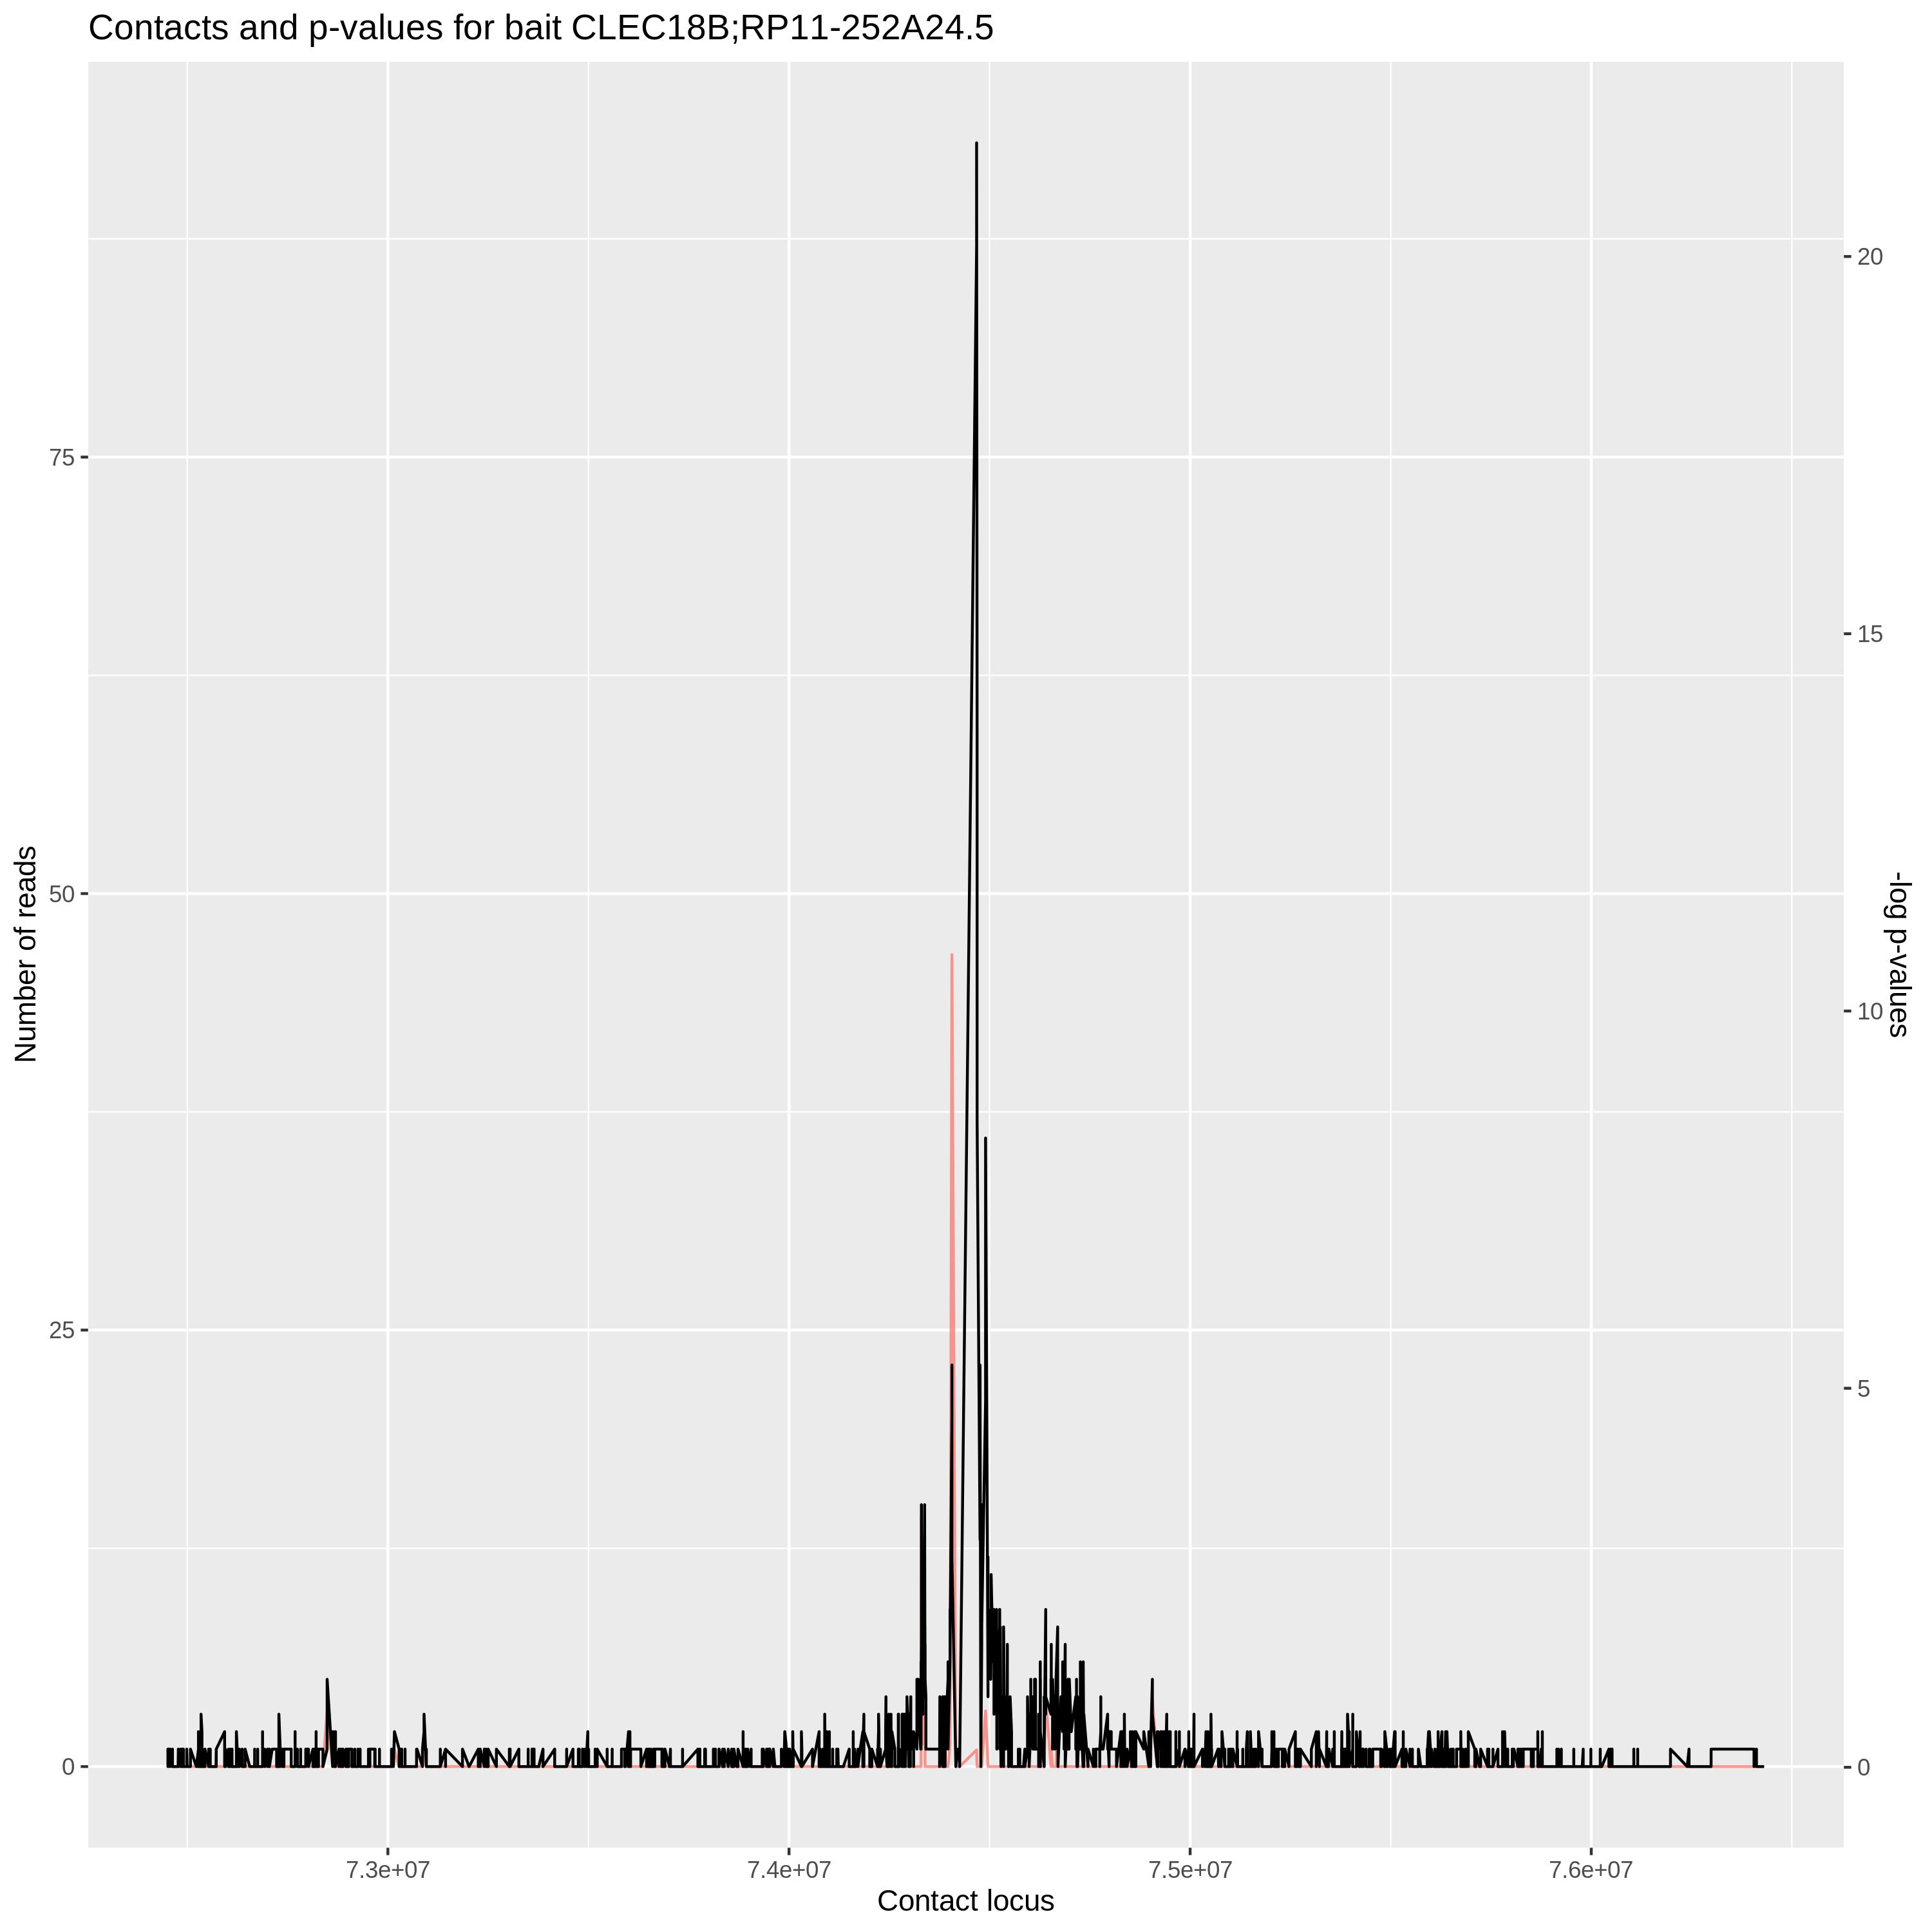 Contacts and p-values for bait CLEC18B;RP11-252A24.5
Number of reads
75
50
25
0
20
15
10
5
0
-log p-values
7.3e+07
7.4e+07
7.5e+07
7.6e+07
Contact locus